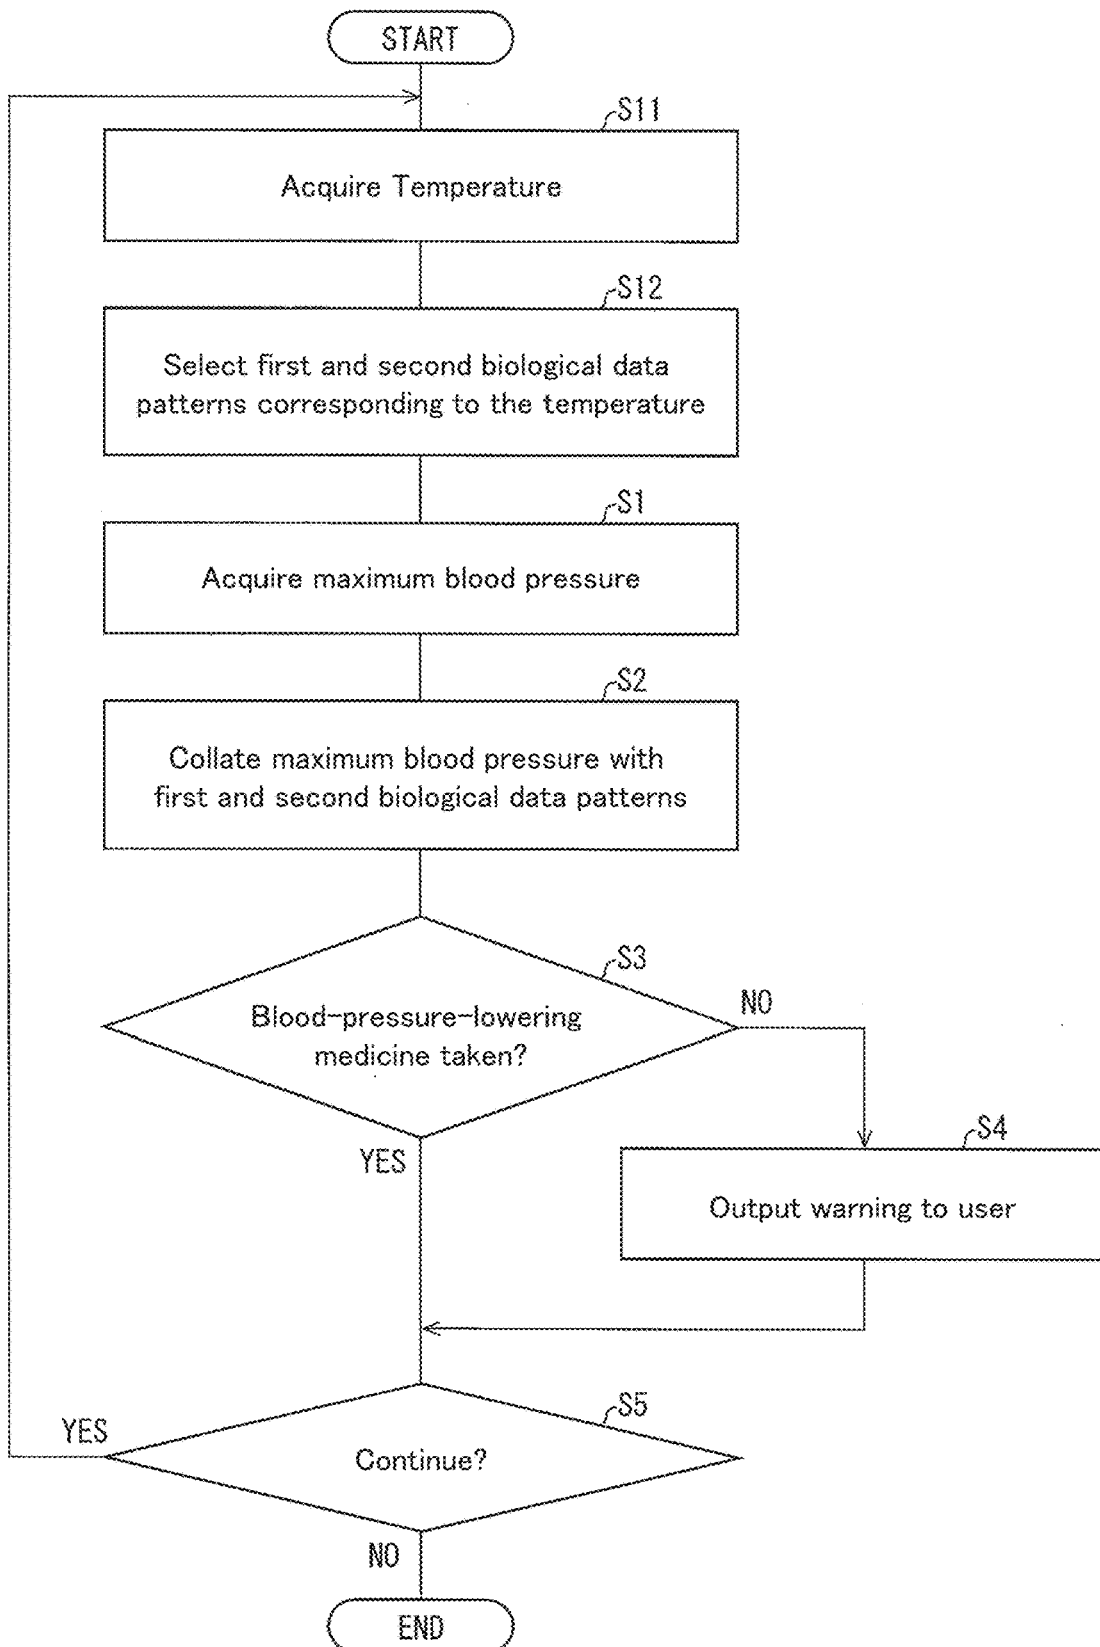 START
S11
Acquire Temperature
S12
Select first and second biological data
patterns corresponding to the temperature
S1
Acquire maximum blood pressure
S2
Collate maximum blood pressure with
first and second biological data patterns
S3
Blood-pressure-lowering
medicine taken?
NO
YES
S4
Output warning to user
S5
Continue?
YES
NO
END